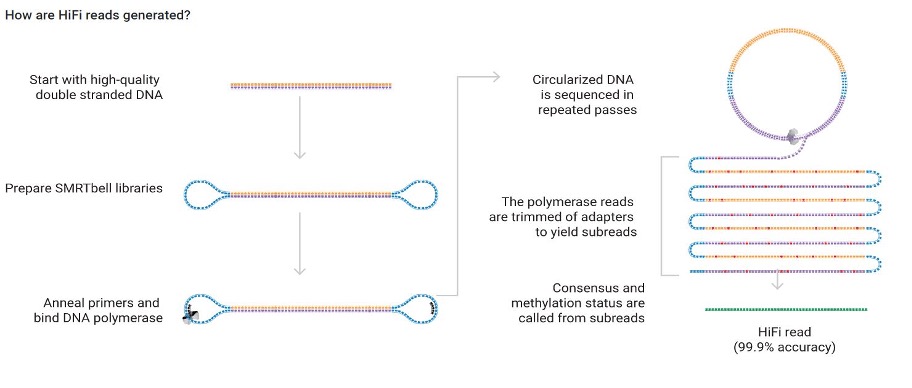 How are HiFi reads generated?
Start with high-quality
double stranded DNA
Prepare SMRTbell libraries
Anneal primers and
bind DNA polymerase
Circularized DNA
is sequenced in
repeated passes
The polymerase reads
are trimmed of adapters
to yield subreads
Consensus and
methylation status are
called from subreads
HiFi read
(99.9% accuracy)